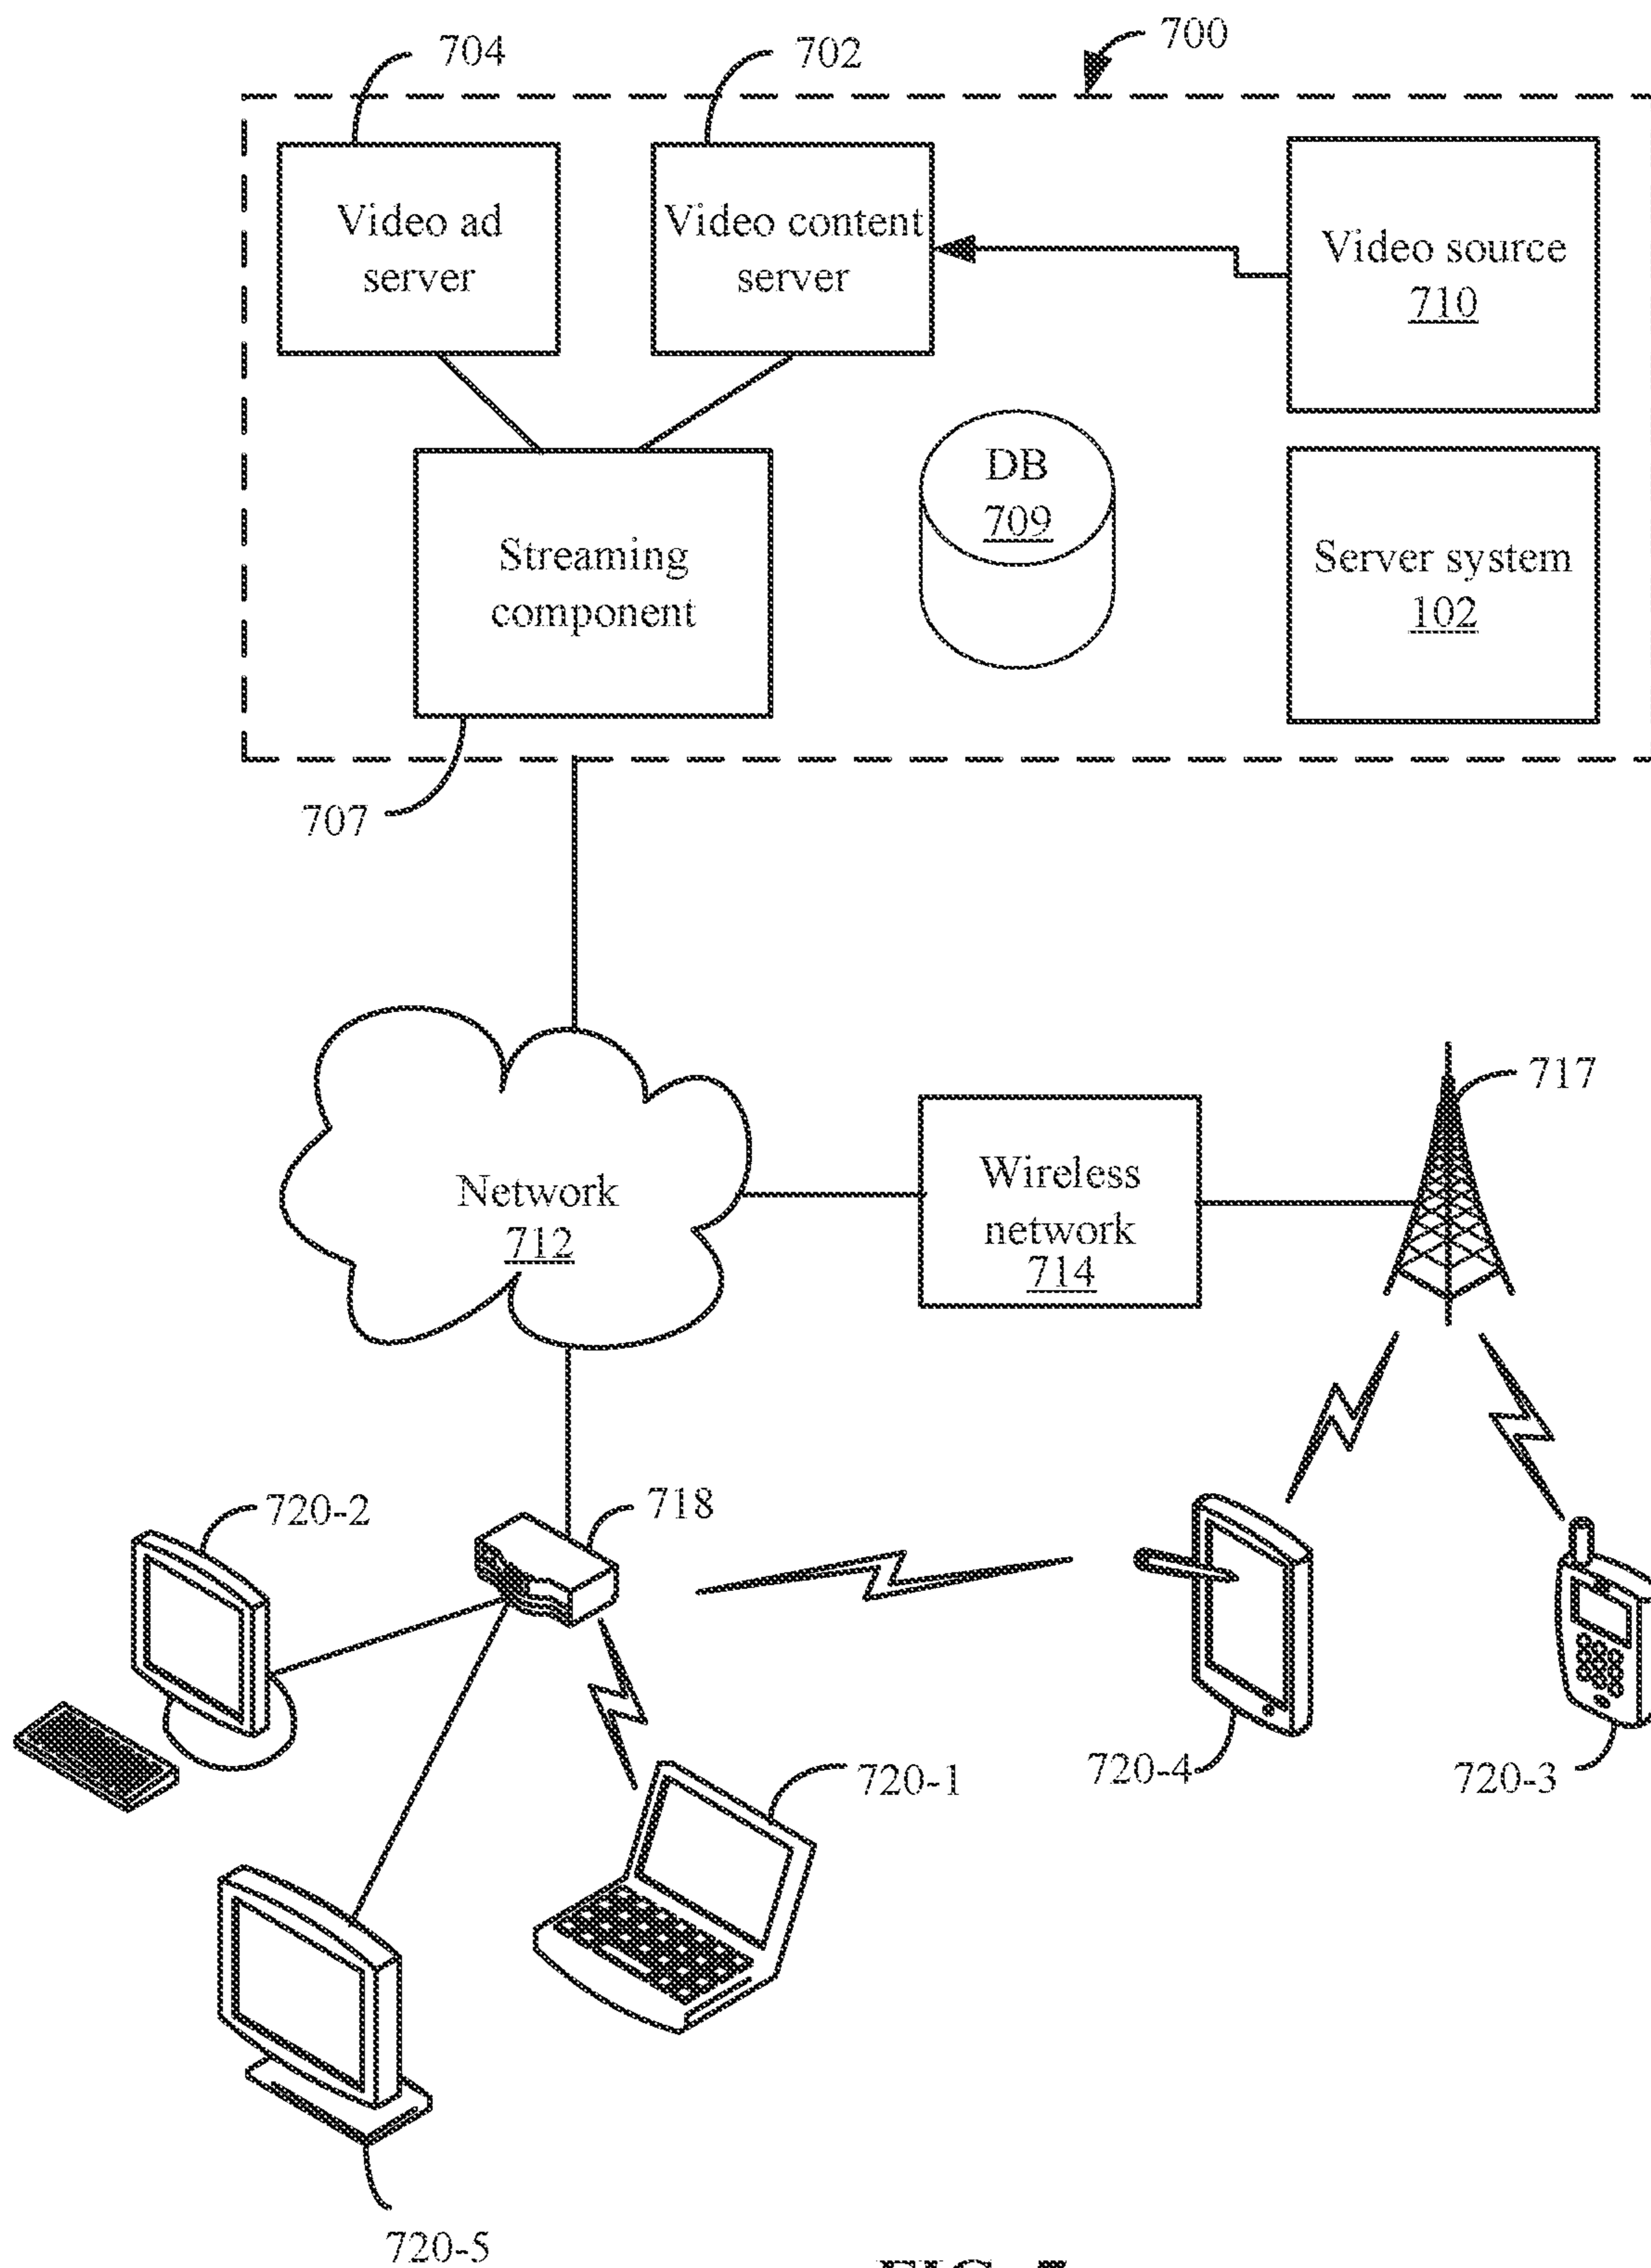 704
702
700
Video ad
server
Video content
server
Video source
710
DB
709
Streaming
component
Server system
102
707
717
Network
712
Wireless
network
714
720-2
718
720-1
720-4
720-3
720-5